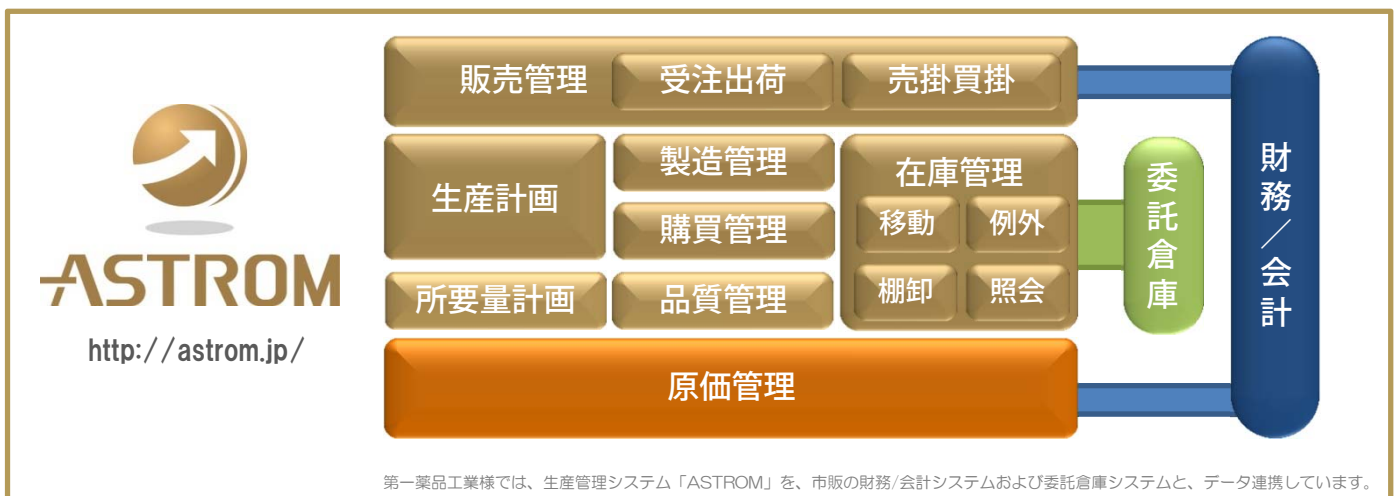 ASTROM
http://astrom.jp/
販売管理
受注出荷
売掛買掛
生産計画
製造管理
購買管理
在庫管理
移動
例外
棚卸
照会
所要量計画
品質管理
原価管理
委託倉庫
財務/会計
第一薬品工業様では、生産管理システム「ASTROM」を、市販の財務/会計システムおよび委託倉庫システムと、データ連携しています。